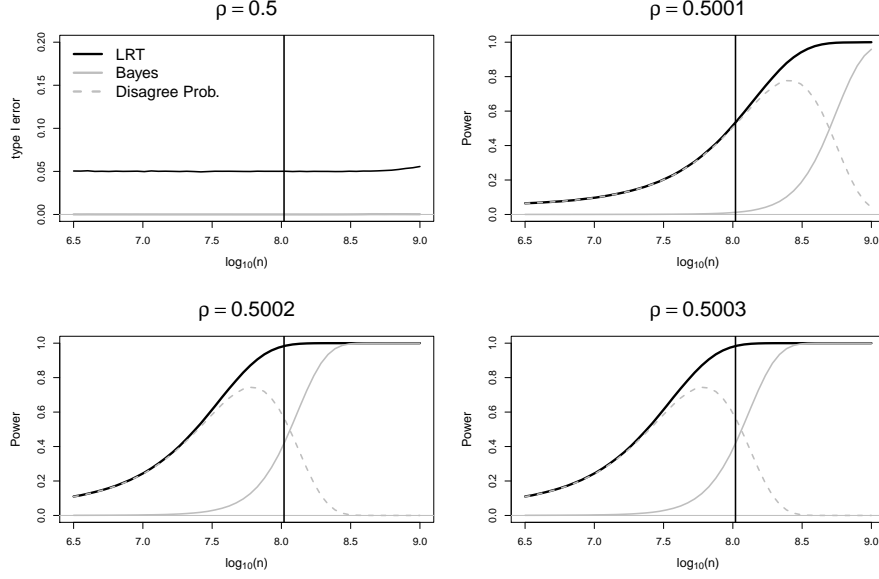 ρ = 0.5
type I error
0.20
0.15
0.10
0.05
0.00
LRT
Bayes
Disagree Prob.
6.5 7.0 7.5 8.0 8.5 9.0
log₁₀(n)
ρ = 0.5001
Power
1.0
0.8
0.6
0.4
0.2
0.0
6.5 7.0 7.5 8.0 8.5 9.0
log₁₀(n)
ρ = 0.5002
Power
1.0
0.8
0.6
0.4
0.2
0.0
6.5 7.0 7.5 8.0 8.5 9.0
log₁₀(n)
ρ = 0.5003
Power
1.0
0.8
0.6
0.4
0.2
0.0
6.5 7.0 7.5 8.0 8.5 9.0
log₁₀(n)